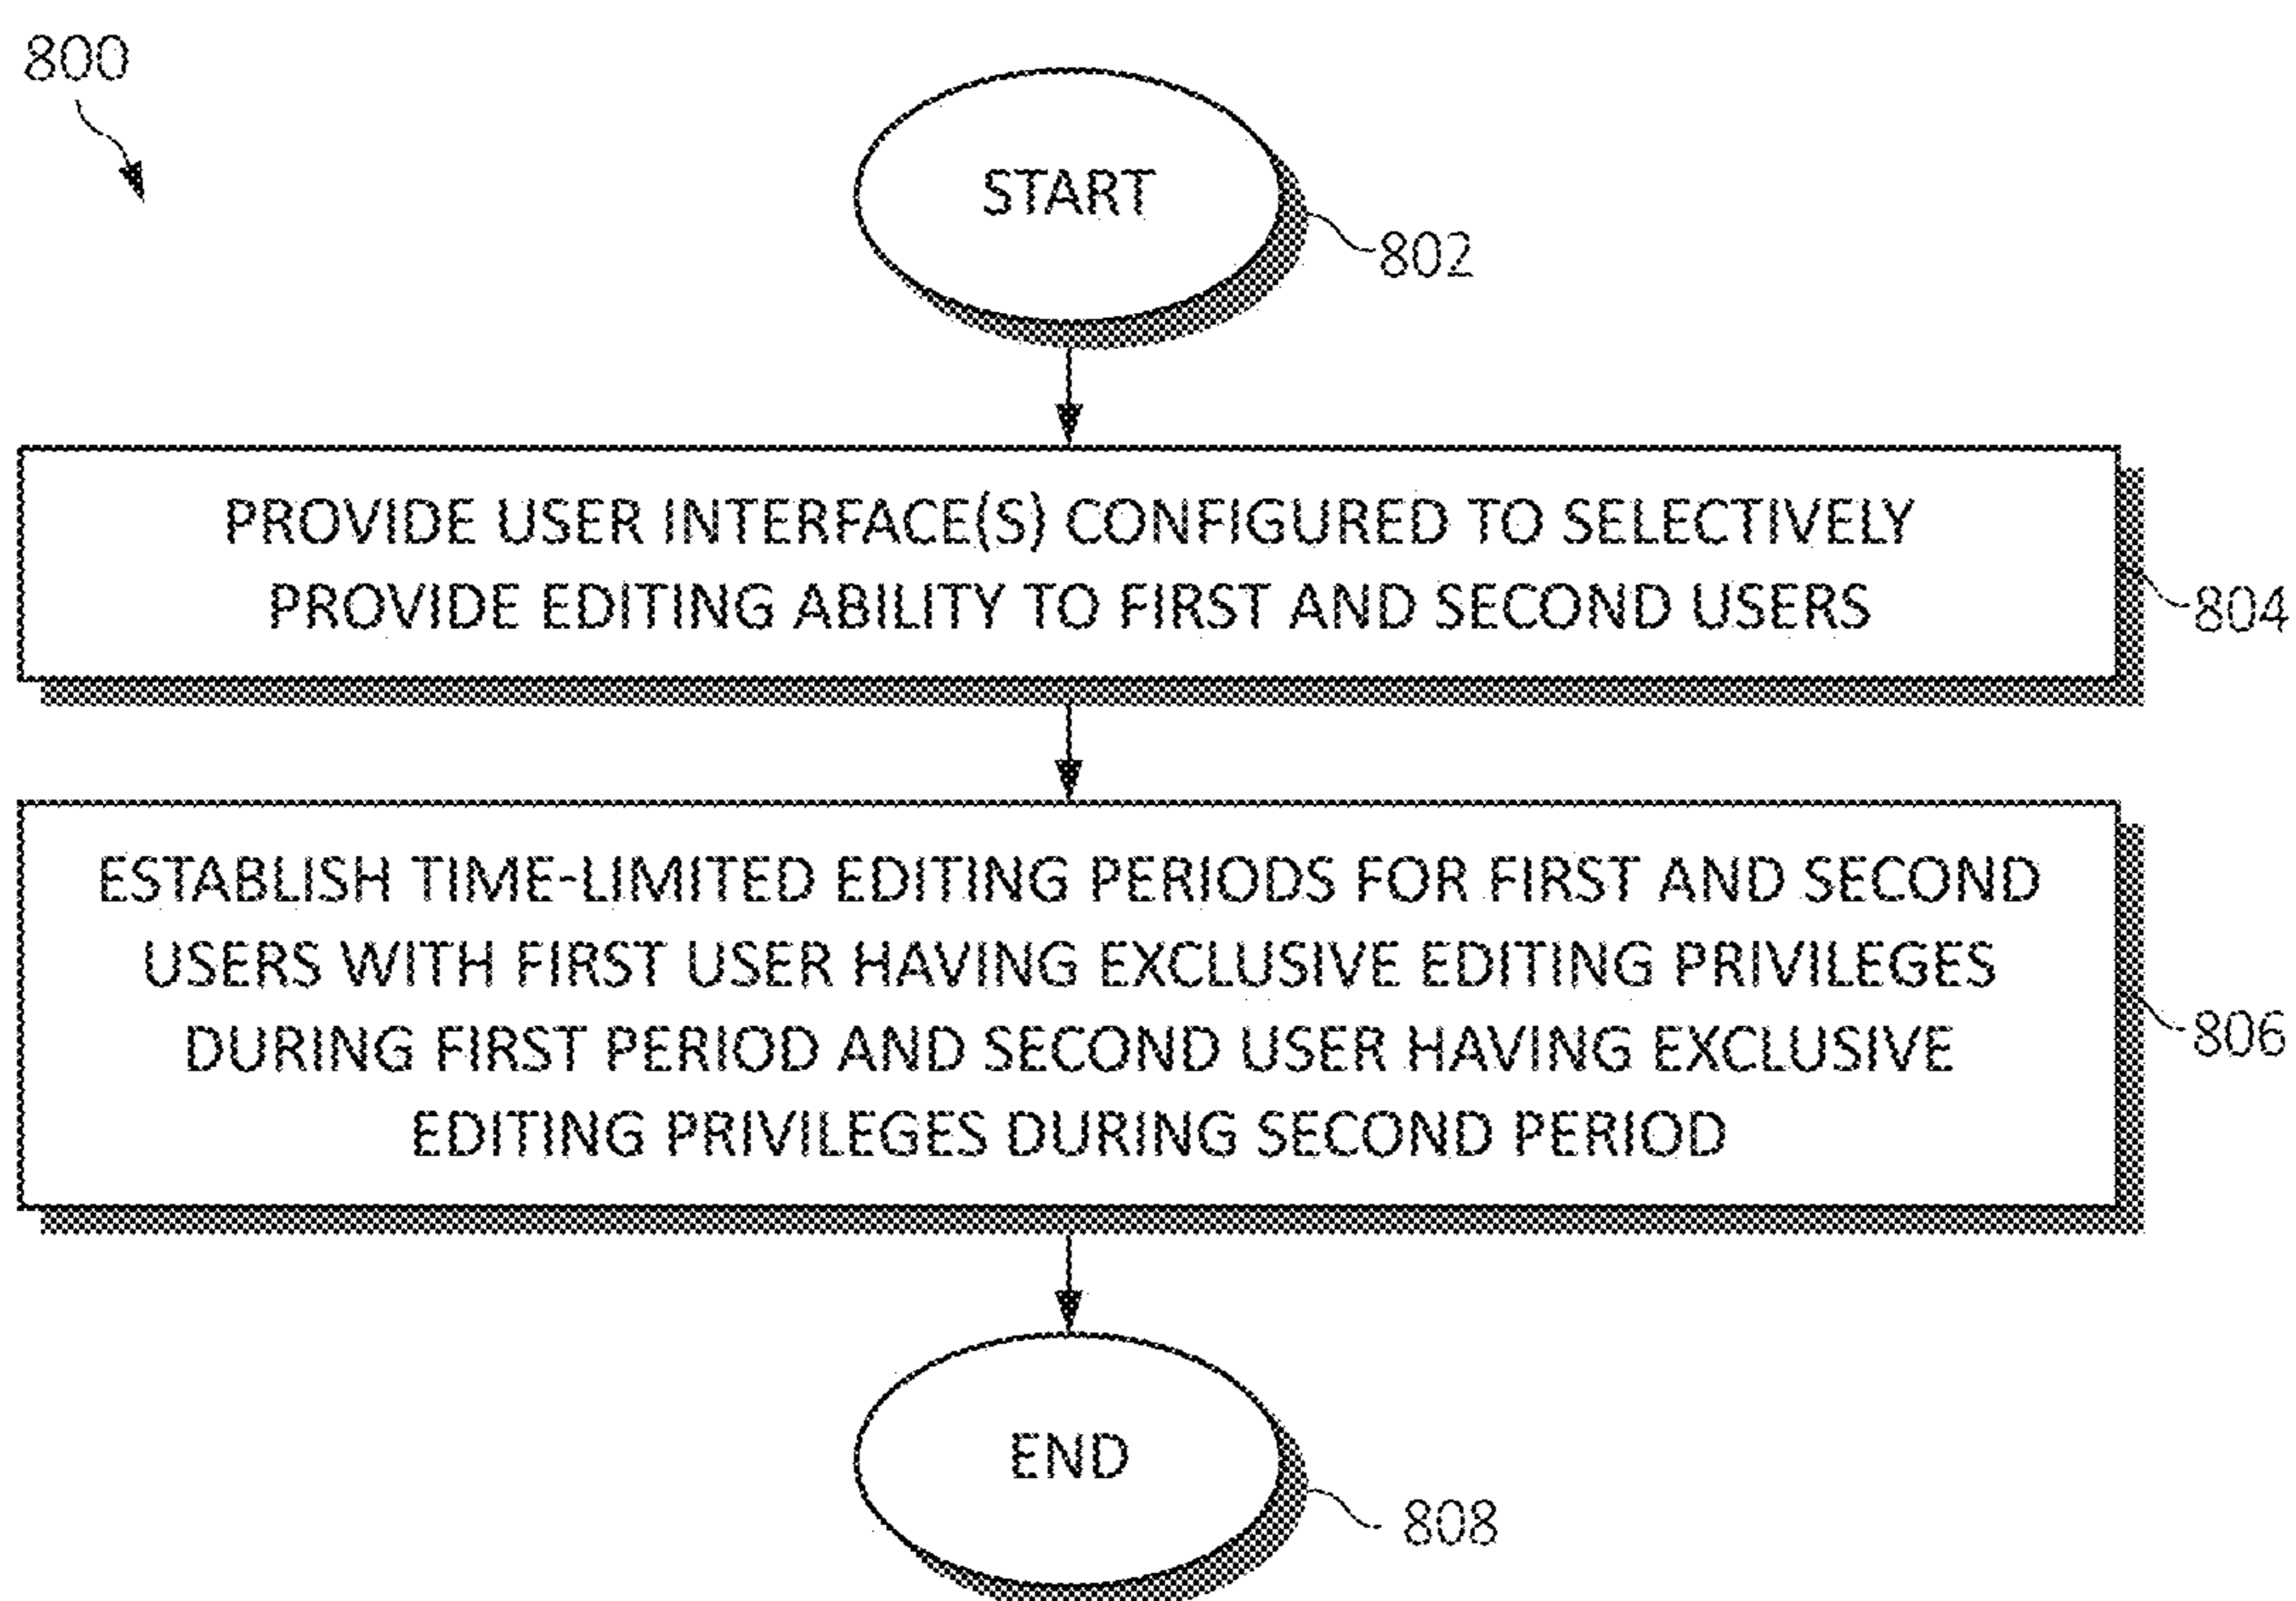 800
START
802
PROVIDE USER INTERFACE(S) CONFIGURED TO SELECTIVELY
PROVIDE EDITING ABILITY TO FIRST AND SECOND USERS
804
ESTABLISH TIME-LIMITED EDITING PERIODS FOR FIRST AND SECOND
USERS WITH FIRST USER HAVING EXCLUSIVE EDITING PRIVILEGES
DURING FIRST PERIOD AND SECOND USER HAVING EXCLUSIVE
EDITING PRIVILEGES DURING SECOND PERIOD
806
END
808